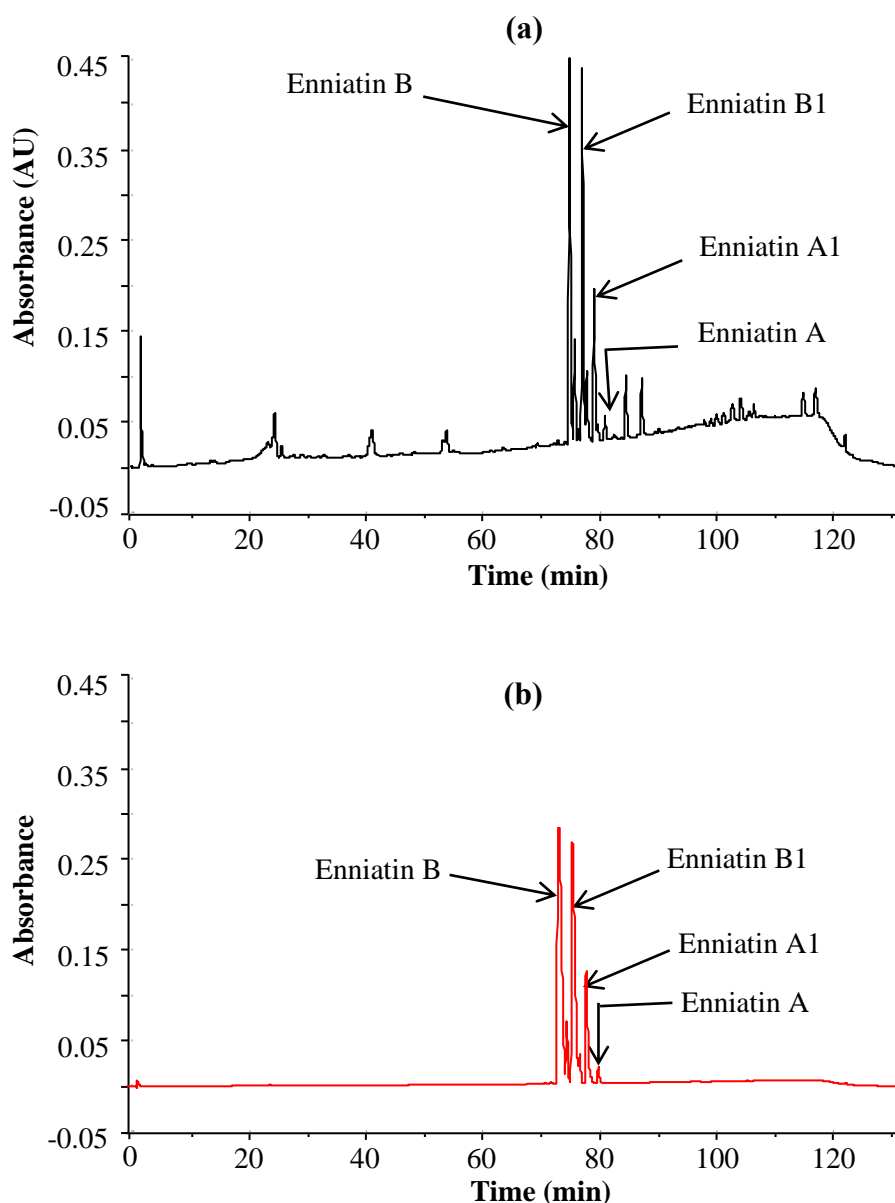 (a)
Absorbance (AU)
0.45
0.35
0.25
0.15
0.05
-0.05
Enniatin B
Enniatin B1
Enniatin A1
Enniatin A
0 20 40 60 80 100 120
Time (min)
(b)
Absorbance
0.45
0.35
0.25
0.15
0.05
-0.05
Enniatin B
Enniatin B1
Enniatin A1
Enniatin A
0 20 40 60 80 100 120
Time (min)